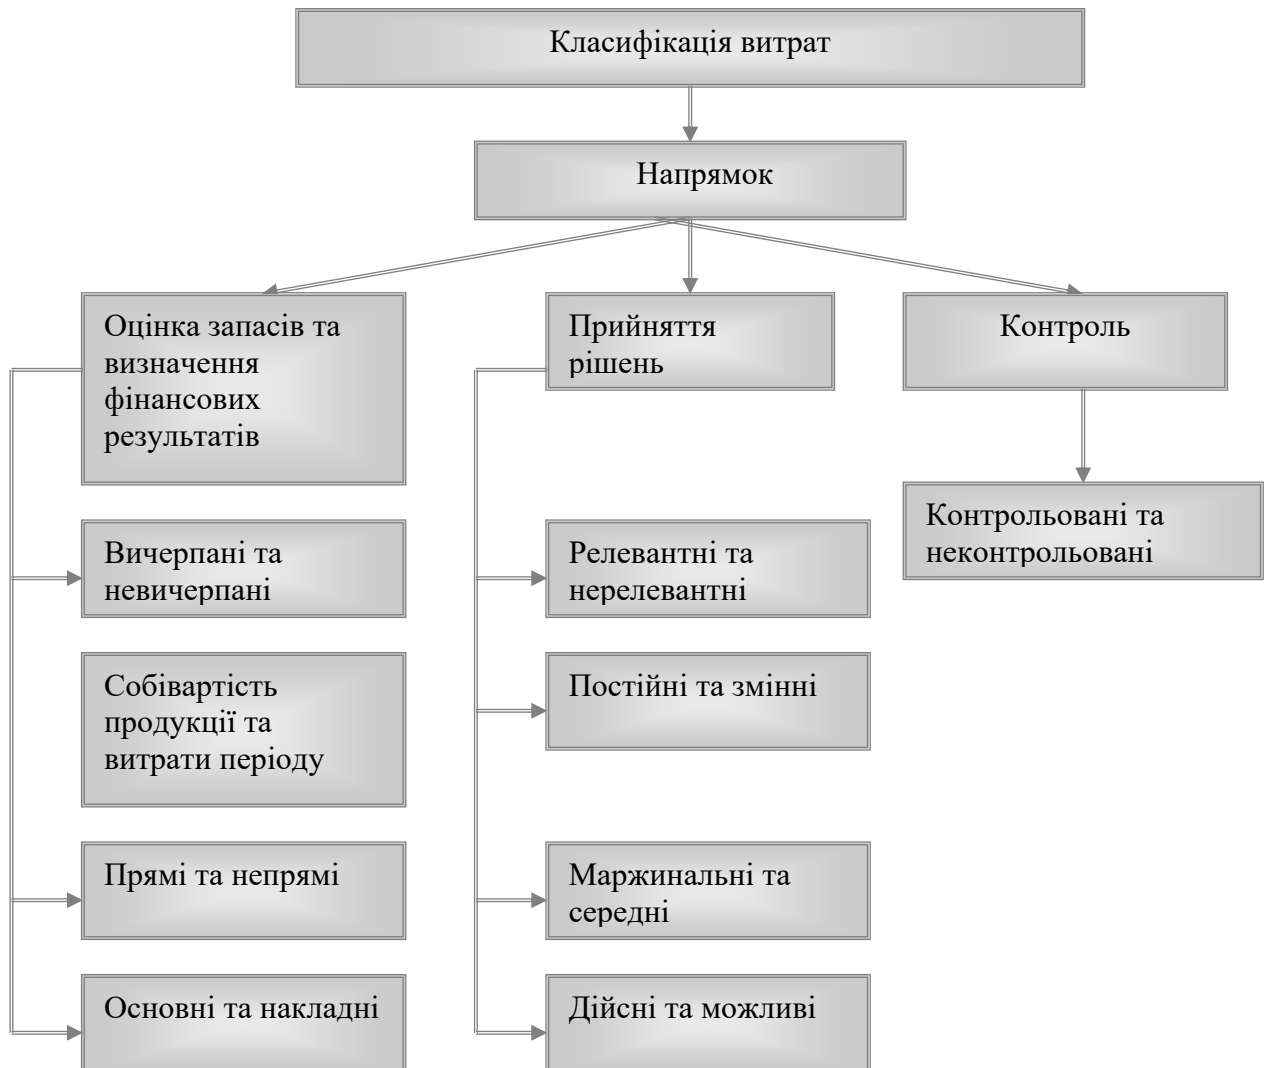 Класифікація витрат
Напрямок
Оцінка запасів та
визначення
фінансових
результатів
Прийняття
рішень
Контроль
Контрольовані та
неконтрольовані
Вичерпані та
невичерпані
Релевантні та
нерелевантні
Собівартість
продукції та
витрати періоду
Постійні та змінні
Прямі та непрямі
Маржинальні та
середні
Основні та накладні
Дійсні та можливі